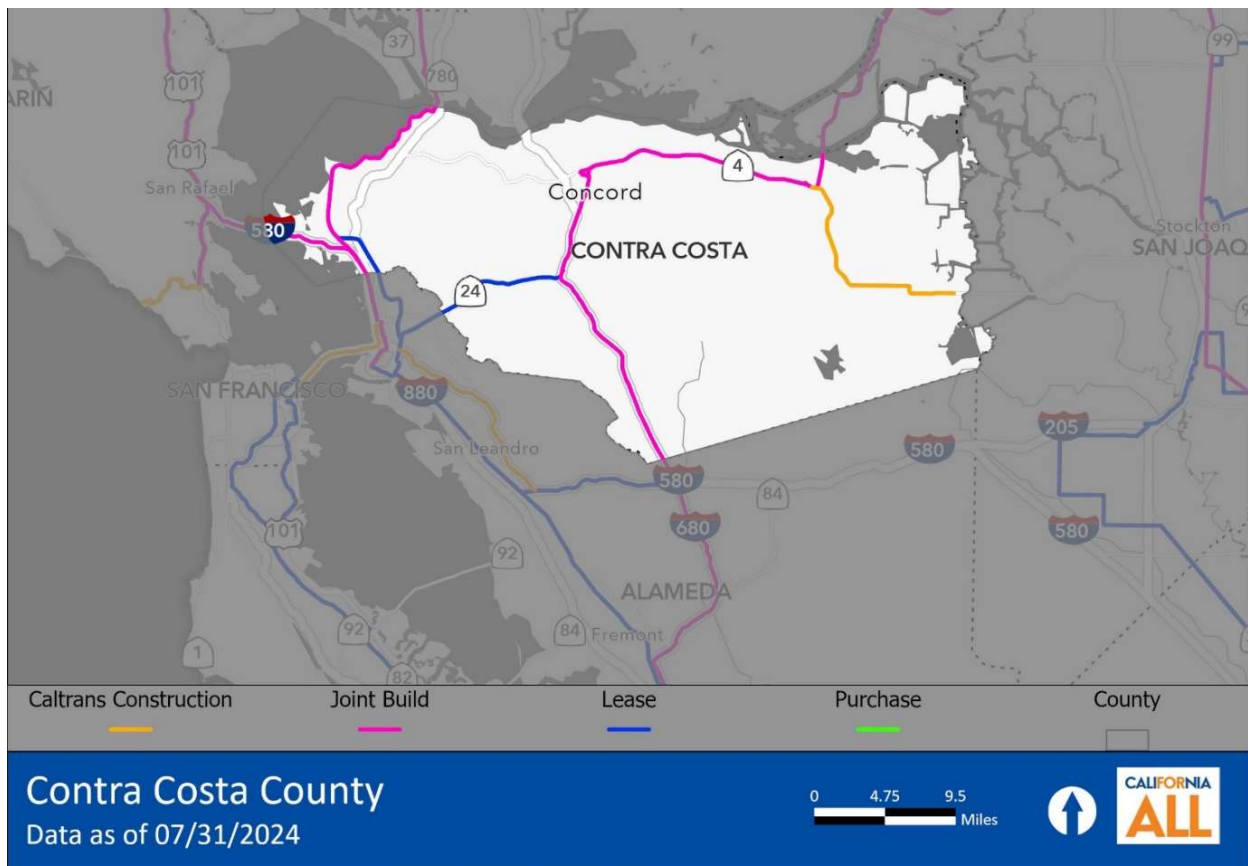 37
99
101
780
ARIN
101
4
San Rafael
Concord
580
Stockton
CONTRA COSTA
SAN JOAQ
24
SAN FRANCISCO
880
205
San Leandro
580
580
84
101
680
580
92
ALAMEDA
92
84
Fremont
1
82
Caltrans Construction
Joint Build
Lease
Purchase
County
Contra Costa County
Data as of 07/31/2024
0 4.75 9.5
Miles
CALIFORNIA
ALL